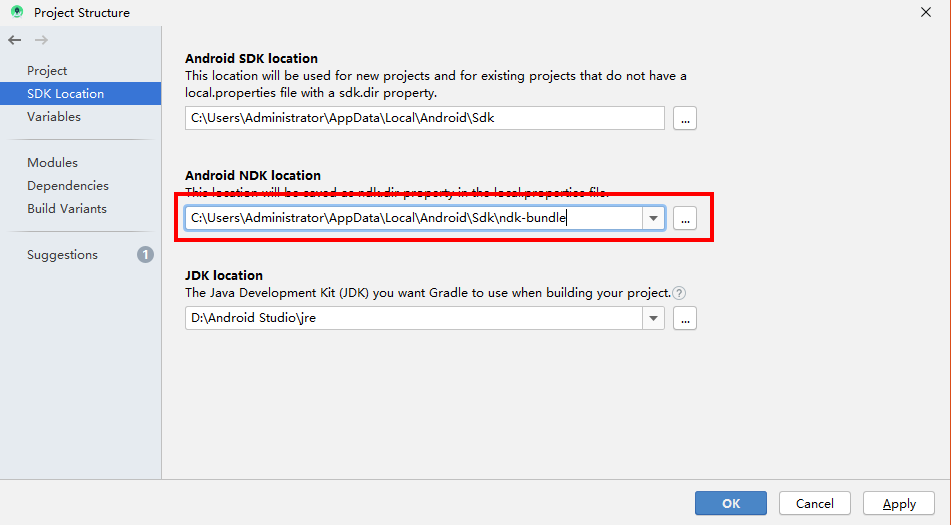 Project Structure
Project
SDK Location
Variables
Modules
Dependencies
Build Variants
Suggestions
1
Android SDK location
This location will be used for new projects and for existing projects that do not have a
local.properties file with a sdk.dir property.
C:\Users\Administrator\AppData\Local\Android\Sdk
...
Android NDK location
This location will be saved as ndk.dir property in the local.properties file.
C:\Users\Administrator\AppData\Local\Android\Sdk\ndk-bundle
...
JDK location
The Java Development Kit (JDK) you want Gradle to use when building your project. ?
D:\Android Studio\jre
...
OK
Cancel
Apply